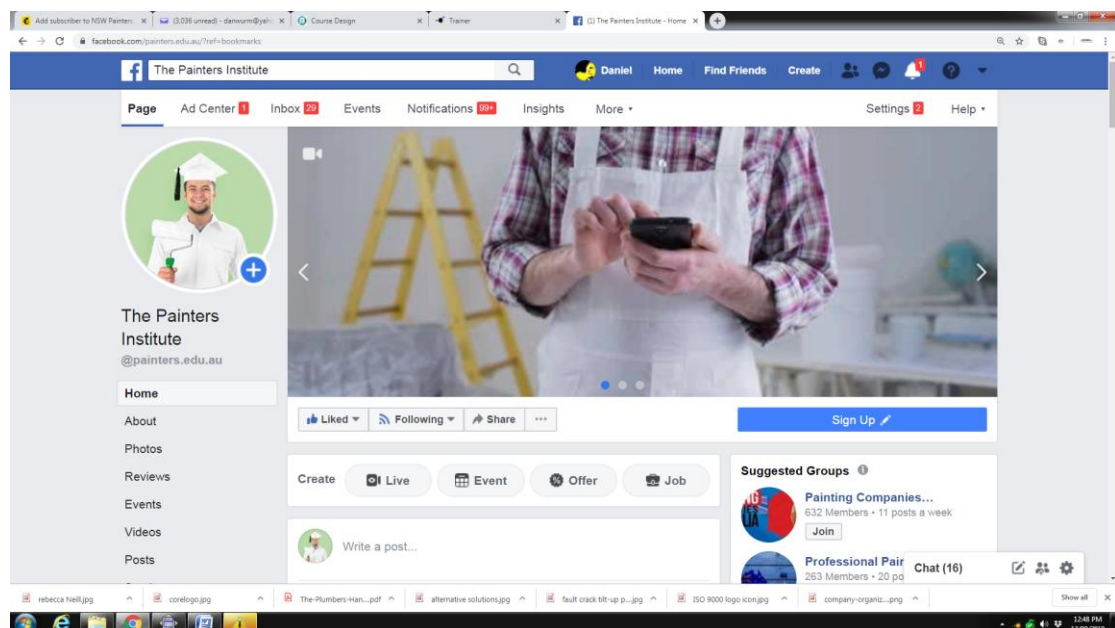 Add subscriber to NSW Painters
(3,036 unread) - danwurm@yaho
Course Design
Trainer
(1) The Painters Institute - Home
facebook.com/painters.edu.au/?ref=bookmarks
The Painters Institute
Daniel Home Find Friends Create 1
Page Ad Center 1 Inbox 29 Events Notifications 99+ Insights More Settings 2 Help
The Painters
Institute
@painters.edu.au
Home
About
Photos
Reviews
Events
Videos
Posts
Liked Following Share ...
Sign Up
Create Live Event Offer Job
Write a post...
Suggested Groups
Painting Companies...
632 Members • 11 posts a week
Join
Professional Pain
263 Members • 20 po
Chat (16)
rebecca Neill.jpg
corelogo.jpg
The-Plumbers-Han....pdf
alternative solutions.jpg
fault crack tilt-up p....jpg
ISO 9000 logo icon.jpg
company-organiz....png
Show all
12:48 PM